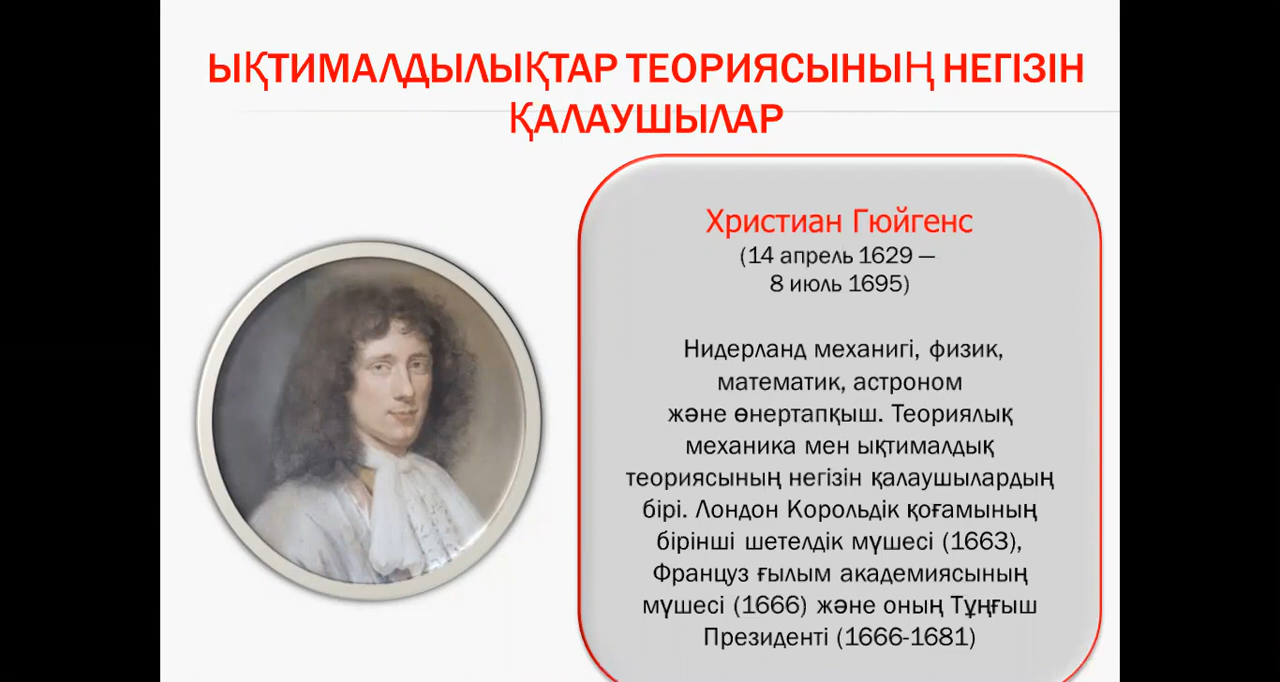 ЫҚТИМАЛДЫЛЫҚТАР ТЕОРИЯСЫНЫҢ НЕГІЗІН
ҚАЛАУШЫЛАР
Христиан Гюйгенс
(14 апрель 1629 —
8 июль 1695)
Нидерланд механигі, физик,
математик, астроном
және өнертапқыш. Теориялық
механика мен ықтималдық
теориясының негізін қалаушылардың
бірі. Лондон Корольдік қоғамының
бірінші шетелдік мүшесі (1663),
Француз ғылым академиясының
мүшесі (1666) және оның Тұңғыш
Президенті (1666-1681)